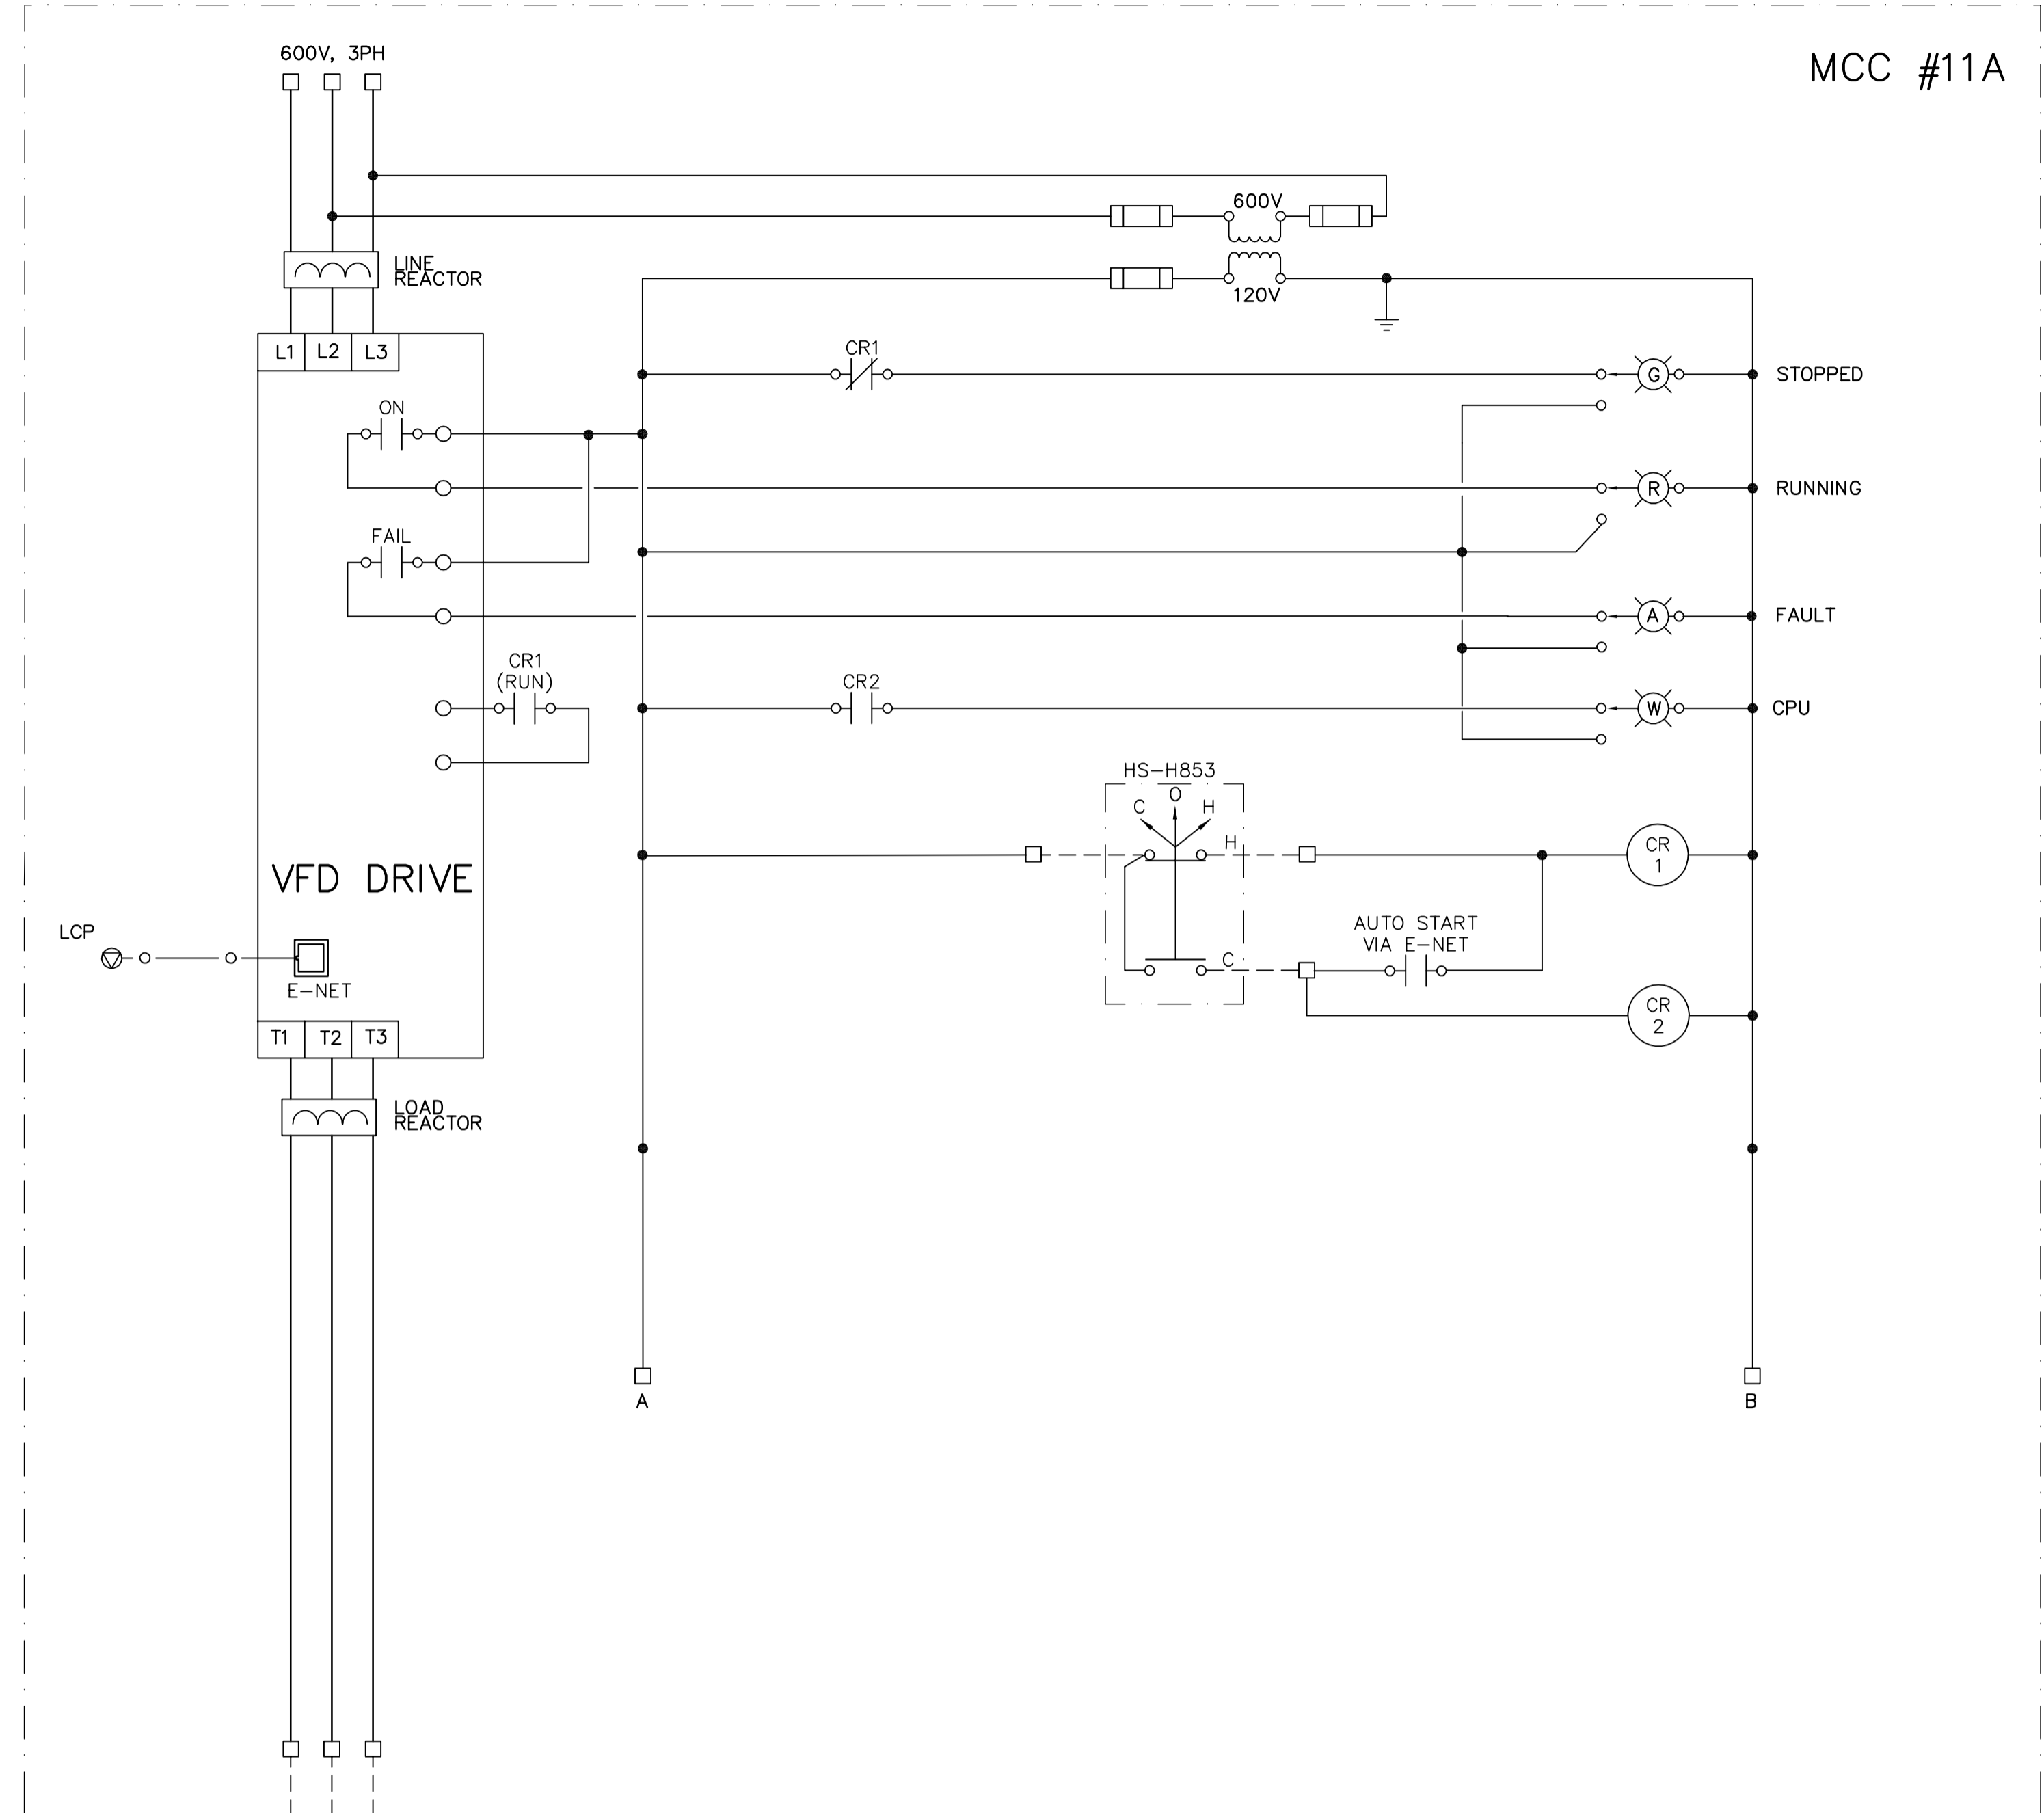 600V, 3PH
MCC #11A
600V
LINE
REACTOR
120V
L1 L2 L3
CR1
G
STOPPED
ON
R
RUNNING
FAIL
A
FAULT
CR1
(RUN)
CR2
W
CPU
HS-H853
C O H
H
CR
1
VFD DRIVE
LCP
AUTO START
VIA E-NET
C
E-NET
CR
2
T1 T2 T3
LOAD
REACTOR
A
B